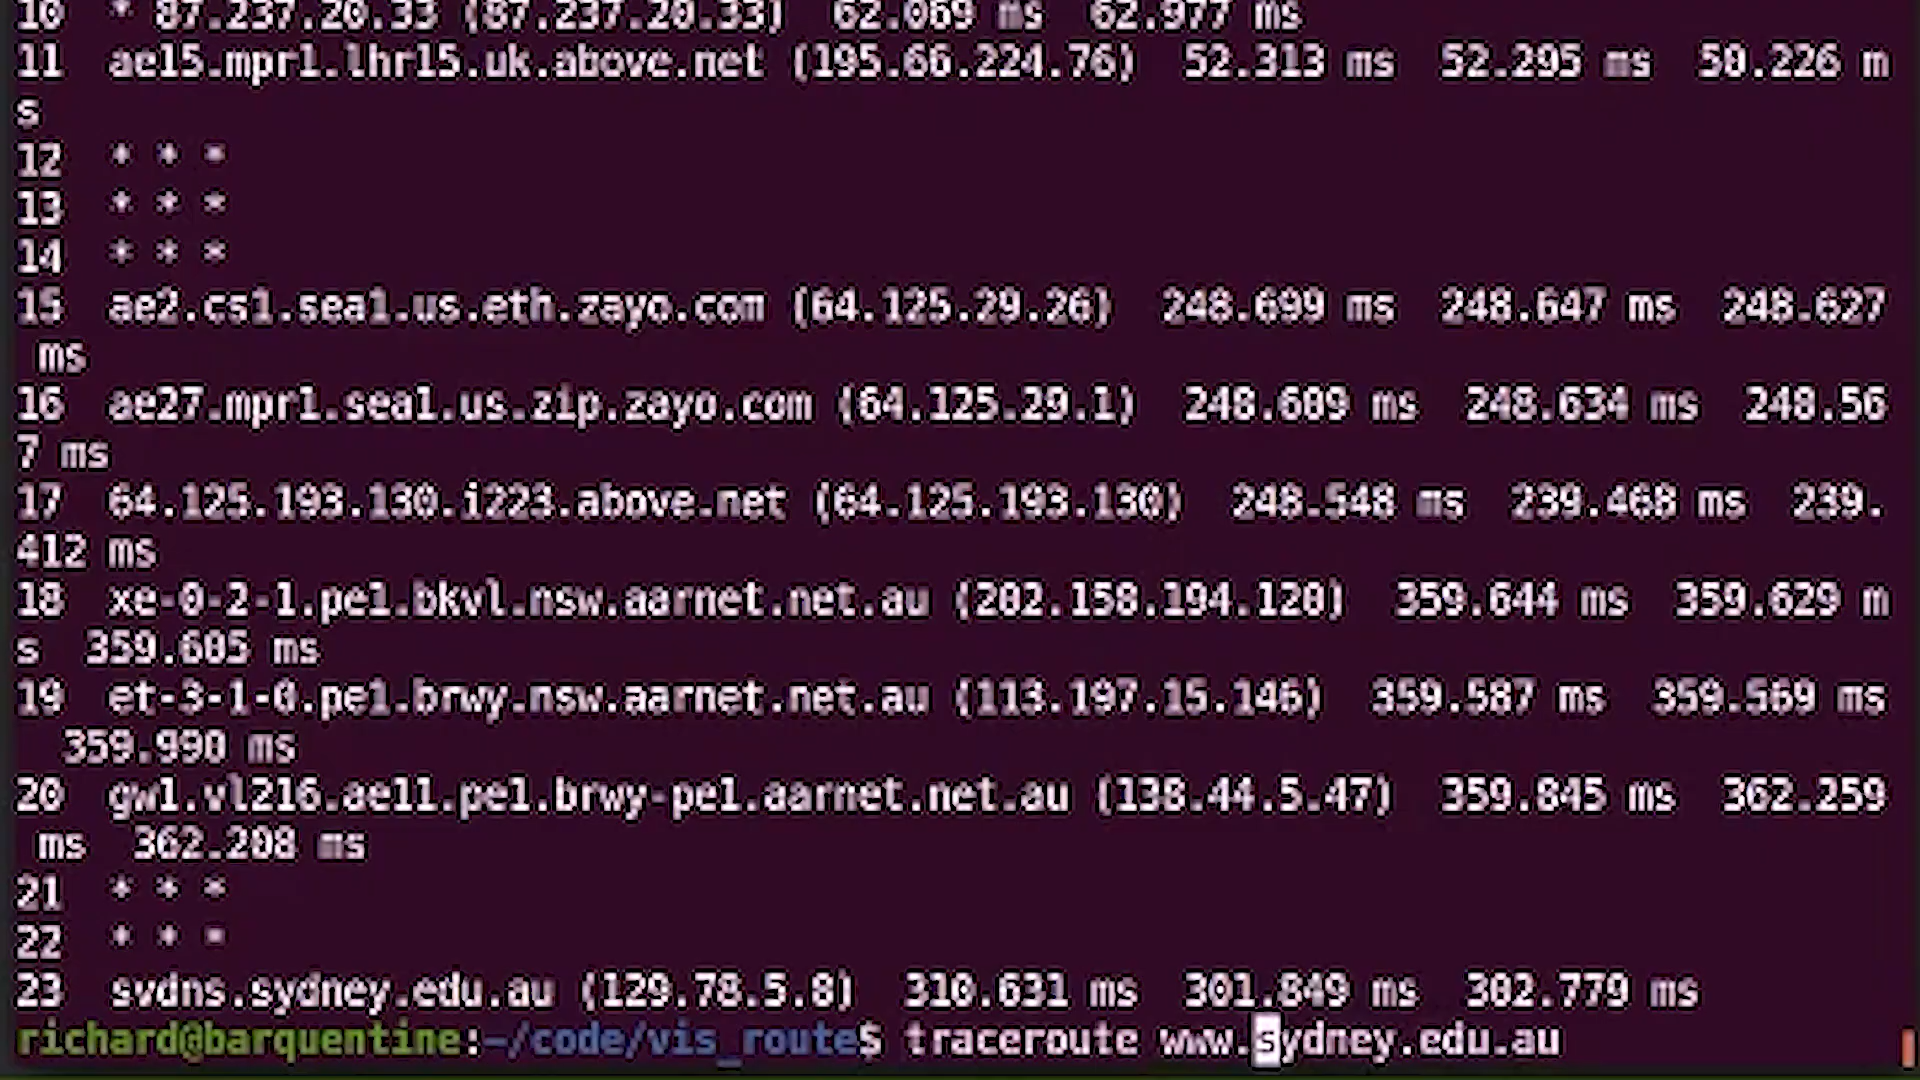 10  * 87.237.20.33 (87.237.20.33)  62.069 ms  62.977 ms
11  ae15.mpr1.lhr15.uk.above.net (195.66.224.76)  52.313 ms  52.295 ms  50.226 m
s
12  * * *
13  * * *
14  * * *
15  ae2.cs1.sea1.us.eth.zayo.com (64.125.29.26)  248.699 ms  248.647 ms  248.627
 ms
16  ae27.mpr1.sea1.us.zip.zayo.com (64.125.29.1)  248.609 ms  248.634 ms  248.56
7 ms
17  64.125.193.130.i223.above.net (64.125.193.130)  248.548 ms  239.468 ms  239.
412 ms
18  xe-0-2-1.pe1.bkvl.nsw.aarnet.net.au (202.158.194.120)  359.644 ms  359.629 m
s  359.605 ms
19  et-3-1-0.pe1.brwy.nsw.aarnet.net.au (113.197.15.146)  359.587 ms  359.569 ms
  359.990 ms
20  gw1.vl216.ae11.pe1.brwy-pe1.aarnet.net.au (138.44.5.47)  359.845 ms  362.259
 ms  362.208 ms
21  * * *
22  * * *
23  svdns.sydney.edu.au (129.78.5.8)  310.631 ms  301.849 ms  302.779 ms
richard@barquentine:~/code/vis_route$ traceroute www.sydney.edu.au